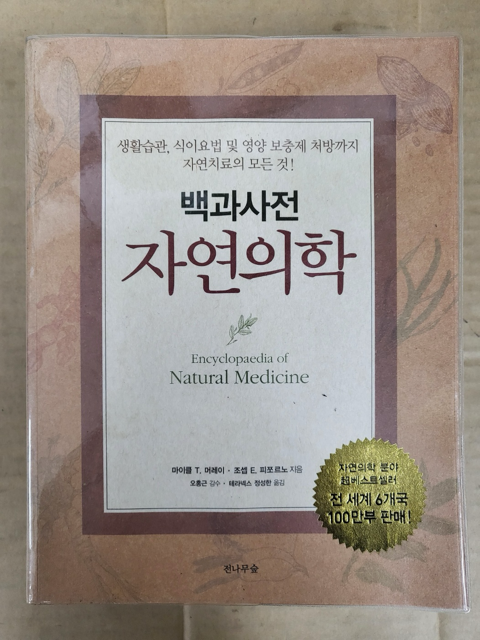 생활습관, 식이요법 및 영양 보충제 처방까지
자연치료의 모든 것!
백과사전
자연의학
Encyclopaedia of
Natural Medicine
마이클 T. 머레이 · 조셉 E. 피쪼르노 지음
오홍근 감수 · 테라넥스 정성한 옮김
자연의학 분야
超베스트셀러
전 세계 6개국
100만부 판매!
전나무숲